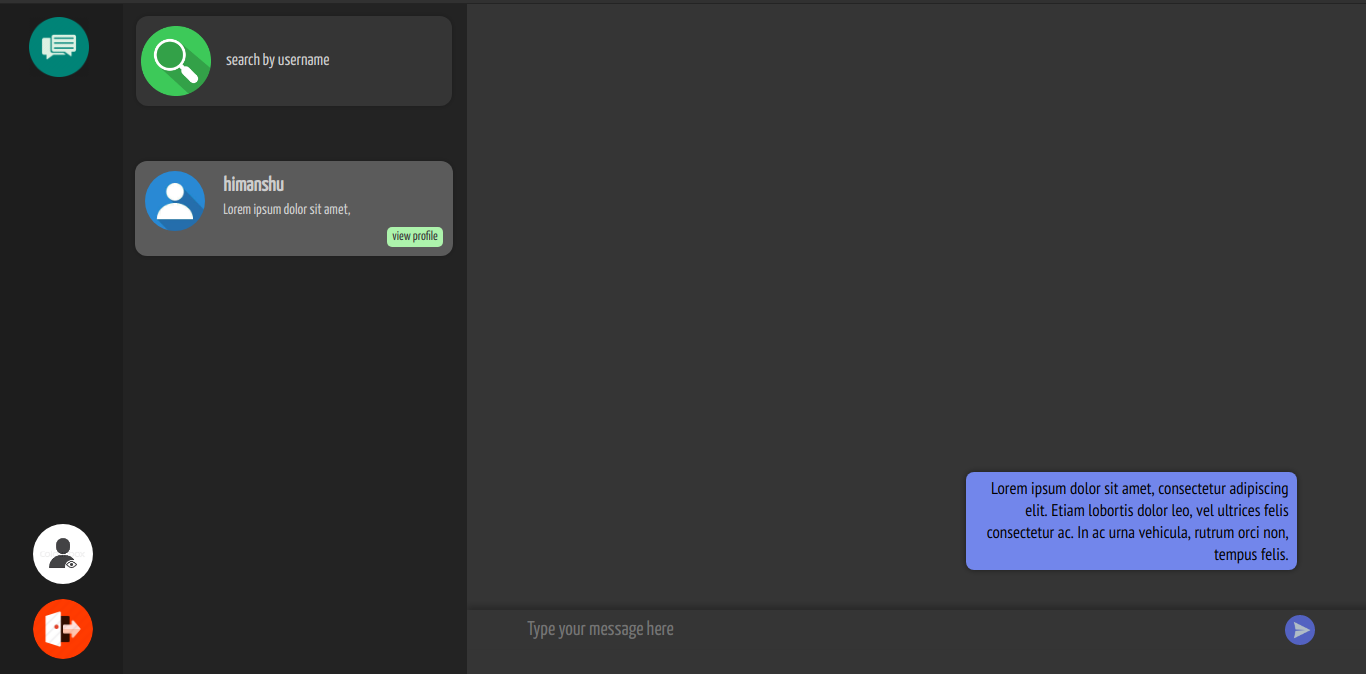 search by username
himanshu
Lorem ipsum dolor sit amet,
view profile
Lorem ipsum dolor sit amet, consectetur adipiscing
elit. Etiam lobortis dolor leo, vel ultrices felis
consectetur ac. In ac urna vehicula, rutrum orci non,
tempus felis.
Type your message here